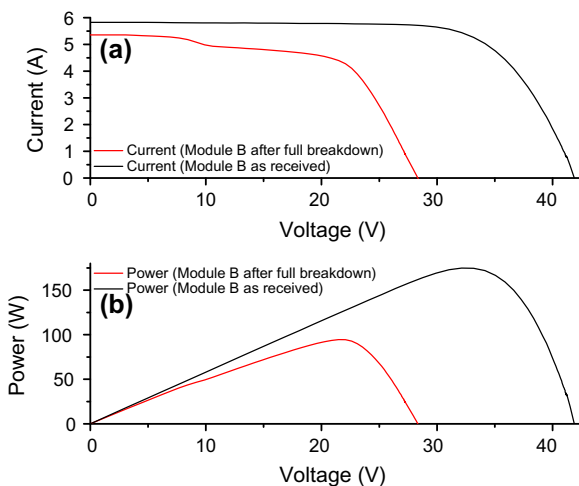 6
5
4
3
2
1
0
Current (A)
(a)
Current (Module B after full breakdown)
Current (Module B as received)
0 10 20 30 40
Voltage (V)
150
100
50
0
Power (W)
Power (Module B after full breakdown)
Power (Module B as received)
(b)
0 10 20 30 40
Voltage (V)